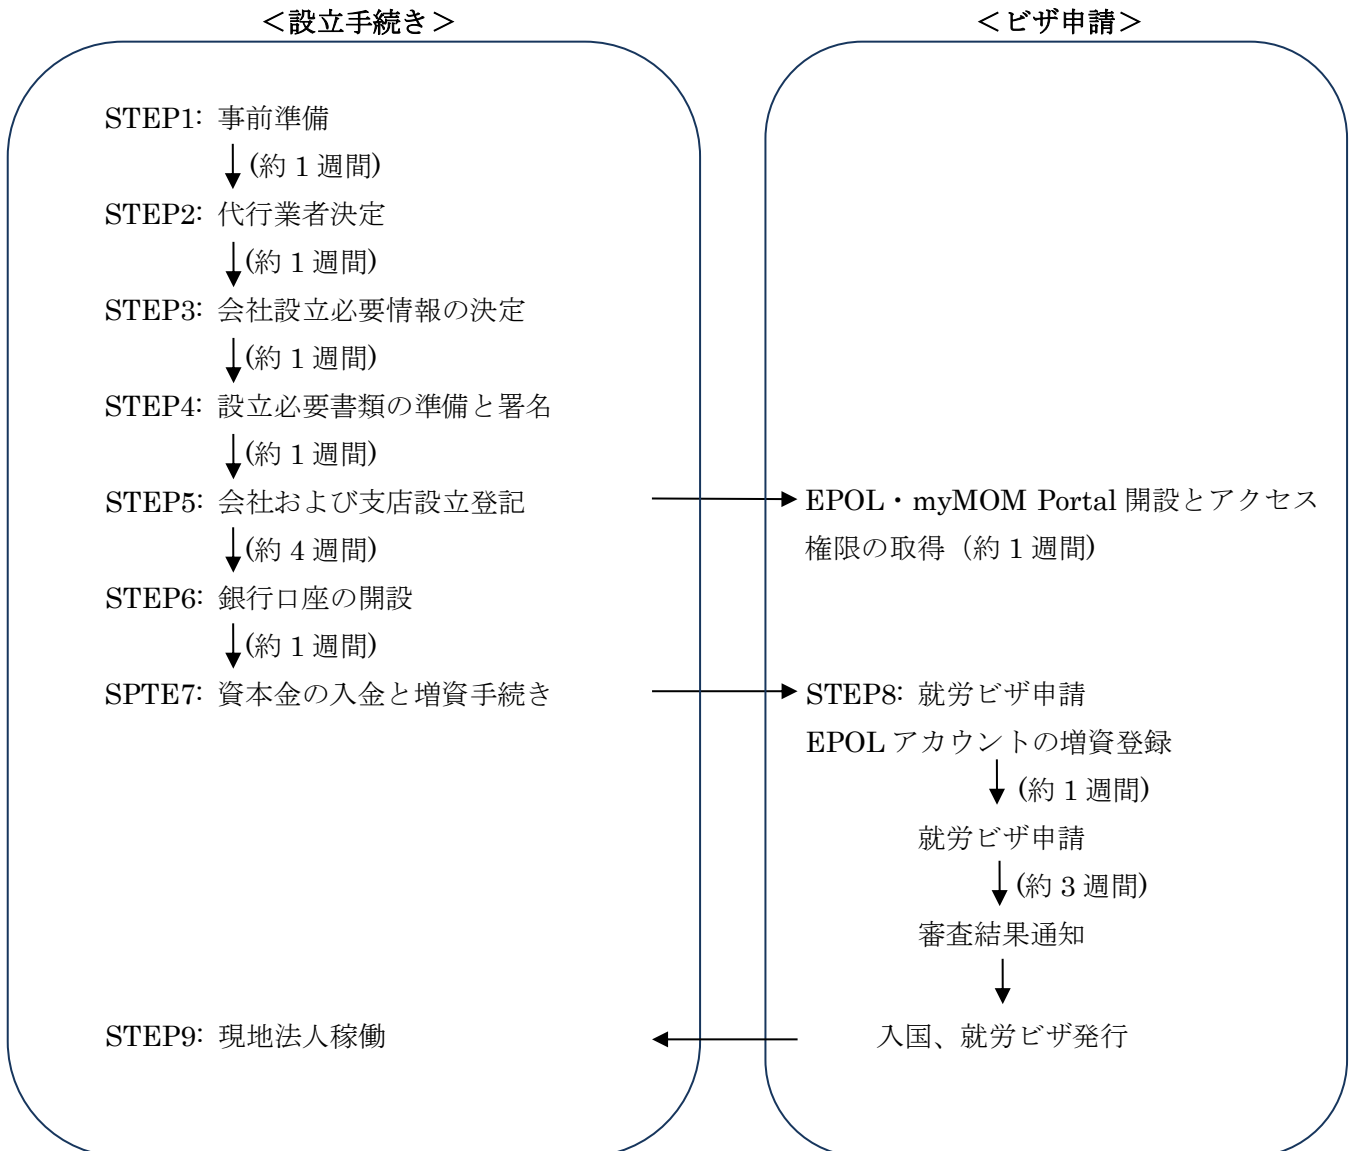 <設立手続き>
STEP1: 事前準備
(約 1 週間)
STEP2: 代行業者決定
(約 1 週間)
STEP3: 会社設立必要情報の決定
(約 1 週間)
STEP4: 設立必要書類の準備と署名
(約 1 週間)
STEP5: 会社および支店設立登記
(約 4 週間)
STEP6: 銀行口座の開設
(約 1 週間)
SPTE7: 資本金の入金と増資手続き
STEP9: 現地法人稼働
<ビザ申請>
EPOL・myMOM Portal 開設とアクセス
権限の取得（約 1 週間)
STEP8: 就労ビザ申請
EPOL アカウントの増資登録
(約 1 週間)
就労ビザ申請
(約 3 週間)
審査結果通知
入国、就労ビザ発行